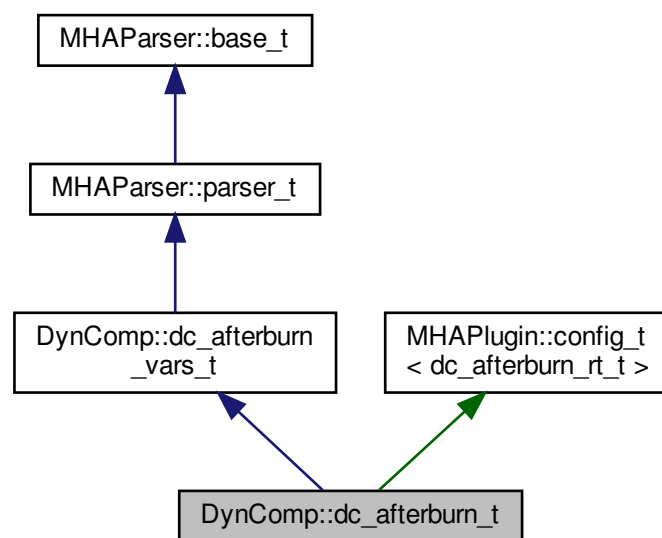 MHAParser::base_t
MHAParser::parser_t
DynComp::dc_afterburn
_vars_t
MHAPlugin::config_t
< dc_afterburn_rt_t >
DynComp::dc_afterburn_t